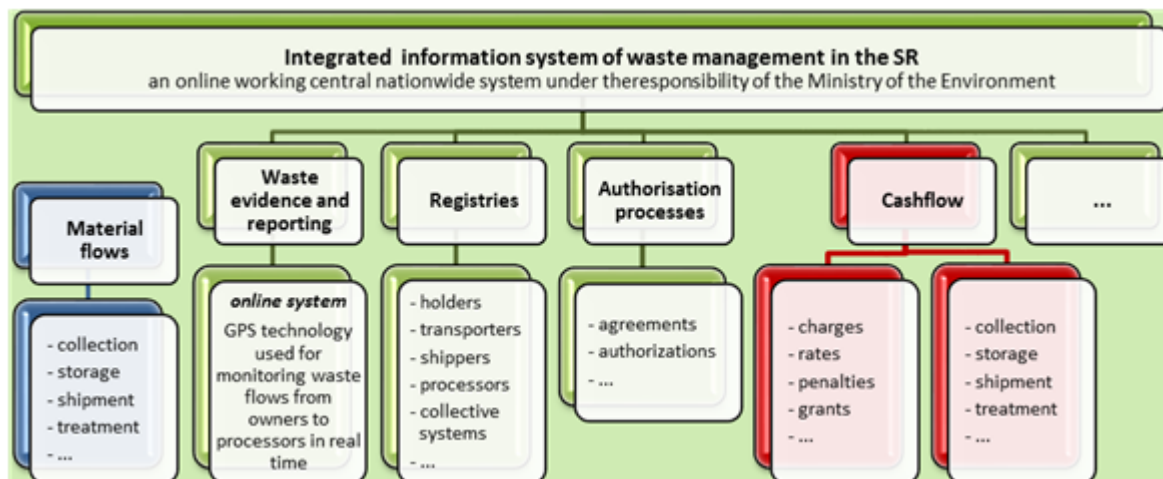 Integrated information system of waste management in the SR
an online working central nationwide system under theresponsibility of the Ministry of the Environment
Material
flows
- collection
- storage
- shipment
- treatment
- ...
Waste
evidence and
reporting
online system
GPS technology
used for
monitoring waste
flows from
owners to
processors in real
time
Registries
- holders
- transporters
- shippers
- processors
- collective
systems
- ...
Authorisation
processes
- agreements
- authorizations
- ...
Cashflow
- charges
- rates
- penalties
- grants
- ...
- collection
- storage
- shipment
- treatment
- ...
...